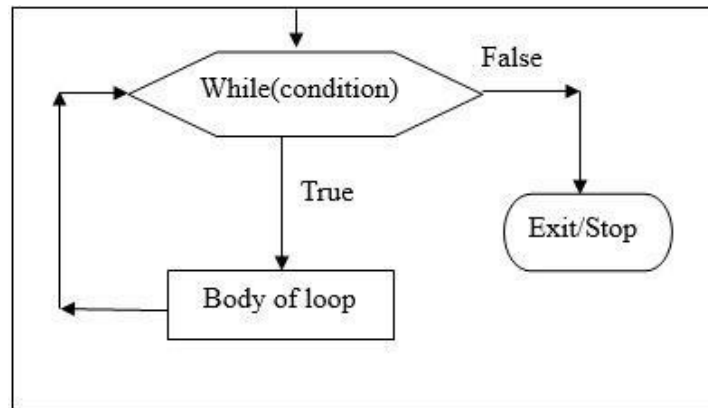 False
While(condition)
True
Exit/Stop
Body of loop